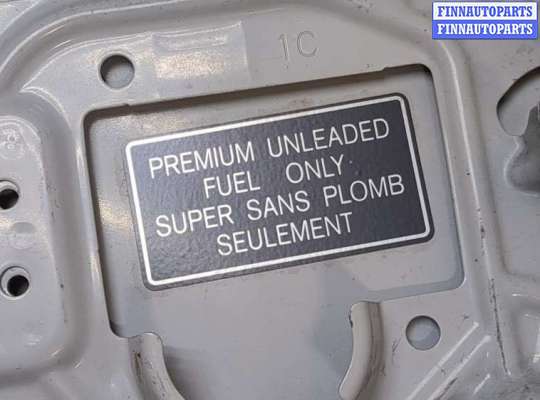 FINNAUTOPARTS
FINNAUTOPARTS
1C
PREMIUM UNLEADED
FUEL ONLY
SUPER SANS PLOMB
SEULEMENT